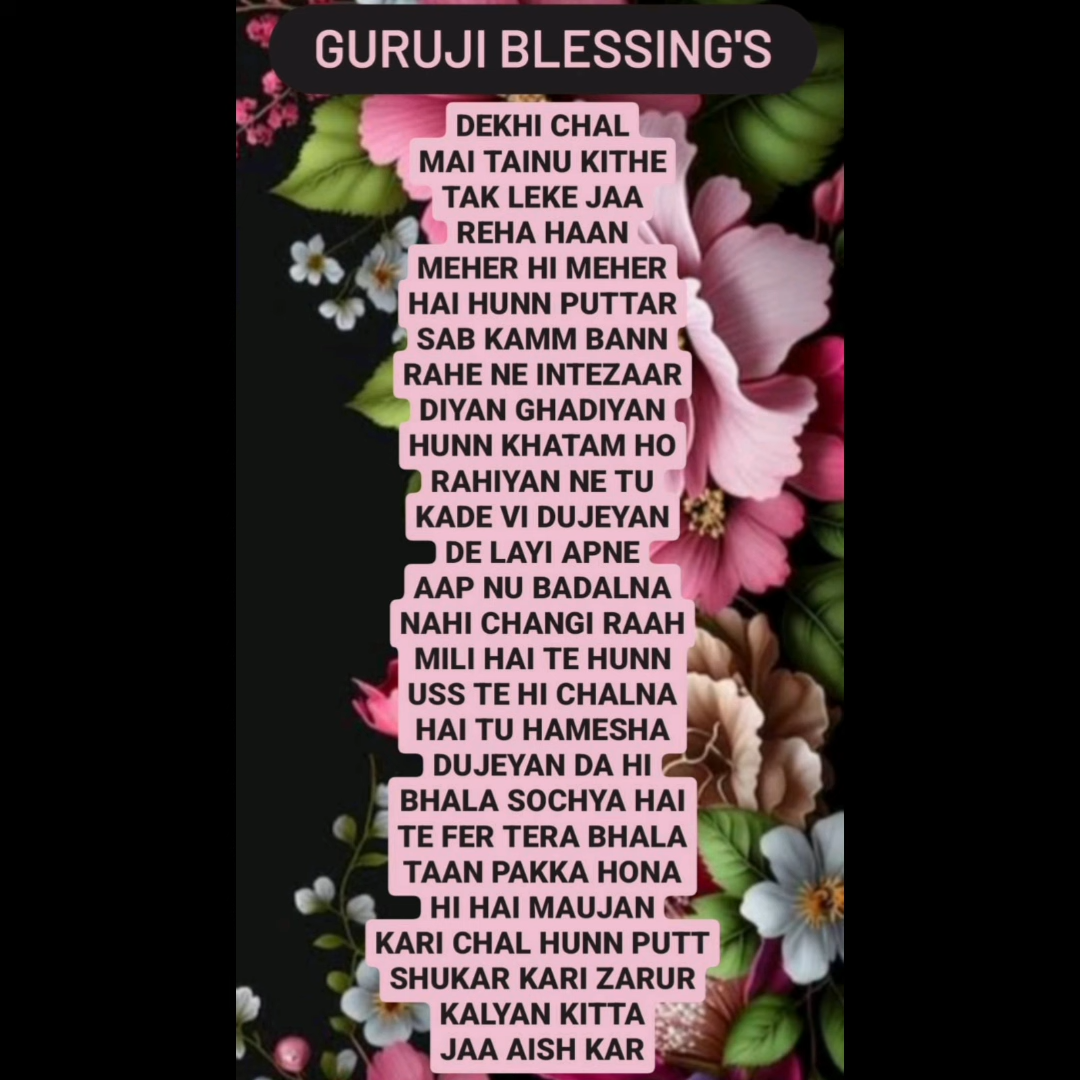 GURUJI BLESSING'S
DEKHI CHAL
MAI TAINU KITHE
TAK LEKE JAA
REHA HAAN
MEHER HI MEHER
HAI HUNN PUTTAR
SAB KAMM BANN
RAHE NE INTEZAAR
DIYAN GHADIYAN
HUNN KHATAM HO
RAHIYAN NE TU
KADE VI DUJEYAN
DE LAYI APNE
AAP NU BADALNA
NAHI CHANGI RAAH
MILI HAI TE HUNN
USS TE HI CHALNA
HAI TU HAMESHA
DUJEYAN DA HI
BHALA SOCHYA HAI
TE FER TERA BHALA
TAAN PAKKA HONA
HI HAI MAUJAN
KARI CHAL HUNN PUTT
SHUKAR KARI ZARUR
KALYAN KITTA
JAA AISH KAR